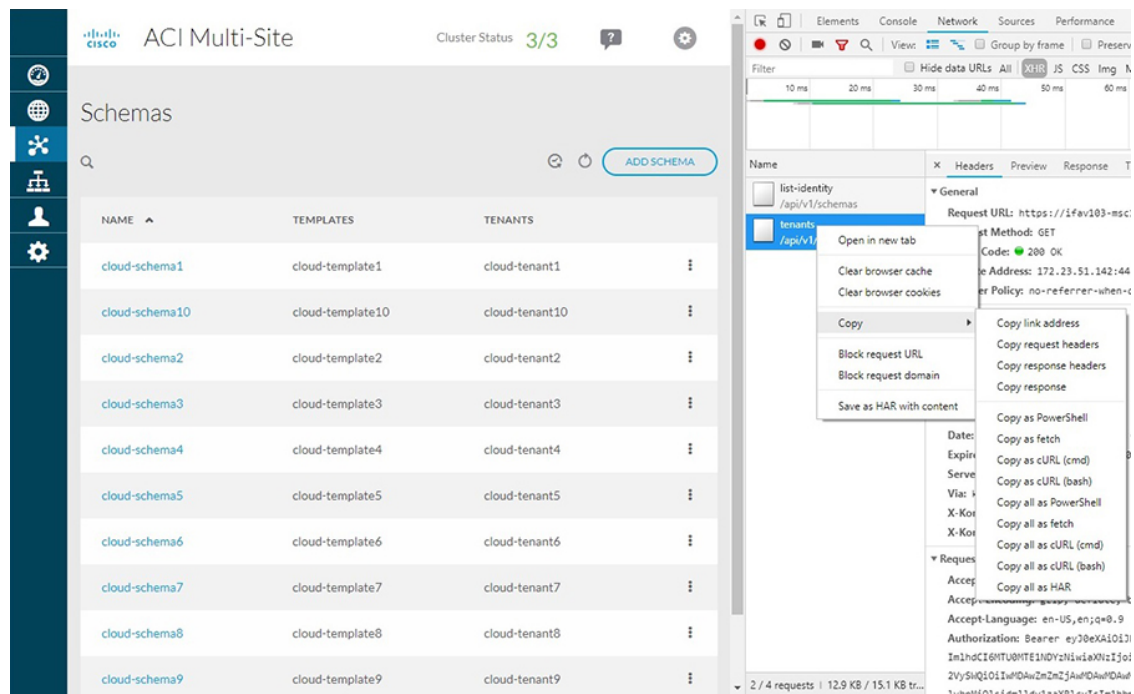 cisco ACI Multi-Site Cluster Status 3/3 ?
Schemas
ADD SCHEMA
NAME TEMPLATES TENANTS
cloud-schema1 cloud-template1 cloud-tenant1
cloud-schema10 cloud-template10 cloud-tenant10
cloud-schema2 cloud-template2 cloud-tenant2
cloud-schema3 cloud-template3 cloud-tenant3
cloud-schema4 cloud-template4 cloud-tenant4
cloud-schema5 cloud-template5 cloud-tenant5
cloud-schema6 cloud-template6 cloud-tenant6
cloud-schema7 cloud-template7 cloud-tenant7
cloud-schema8 cloud-template8 cloud-tenant8
cloud-schema9 cloud-template9 cloud-tenant9
Elements Console Network Sources Performance
View: Group by frame Preserv
Filter Hide data URLs All XHR JS CSS Img
10 ms 20 ms 30 ms 40 ms 50 ms 60 ms
Name
list-identity
/api/v1/schemas
tenants
/api/v1/
2 / 4 requests 12.9 KB / 15.1 KB tr...
× Headers Preview Response T
General
Request URL: https://ifav103-msc
st Method: GET
Code: 200 OK
e Address: 172.23.51.142:44
er Policy: no-referrer-when-
Open in new tab
Clear browser cache
Clear browser cookies
Copy
Block request URL
Block request domain
Save as HAR with content
Copy link address
Copy request headers
Copy response headers
Copy response
Copy as PowerShell
Copy as fetch
Copy as cURL (cmd)
Copy as cURL (bash)
Copy all as PowerShell
Copy all as fetch
Copy all as cURL (cmd)
Copy all as cURL (bash)
Copy all as HAR
Date:
Expir
Serve
Via:
X-Kon
X-Kon
Reques
Accep
Accept-Language: en-US,en;q=0.9
Authorization: Bearer